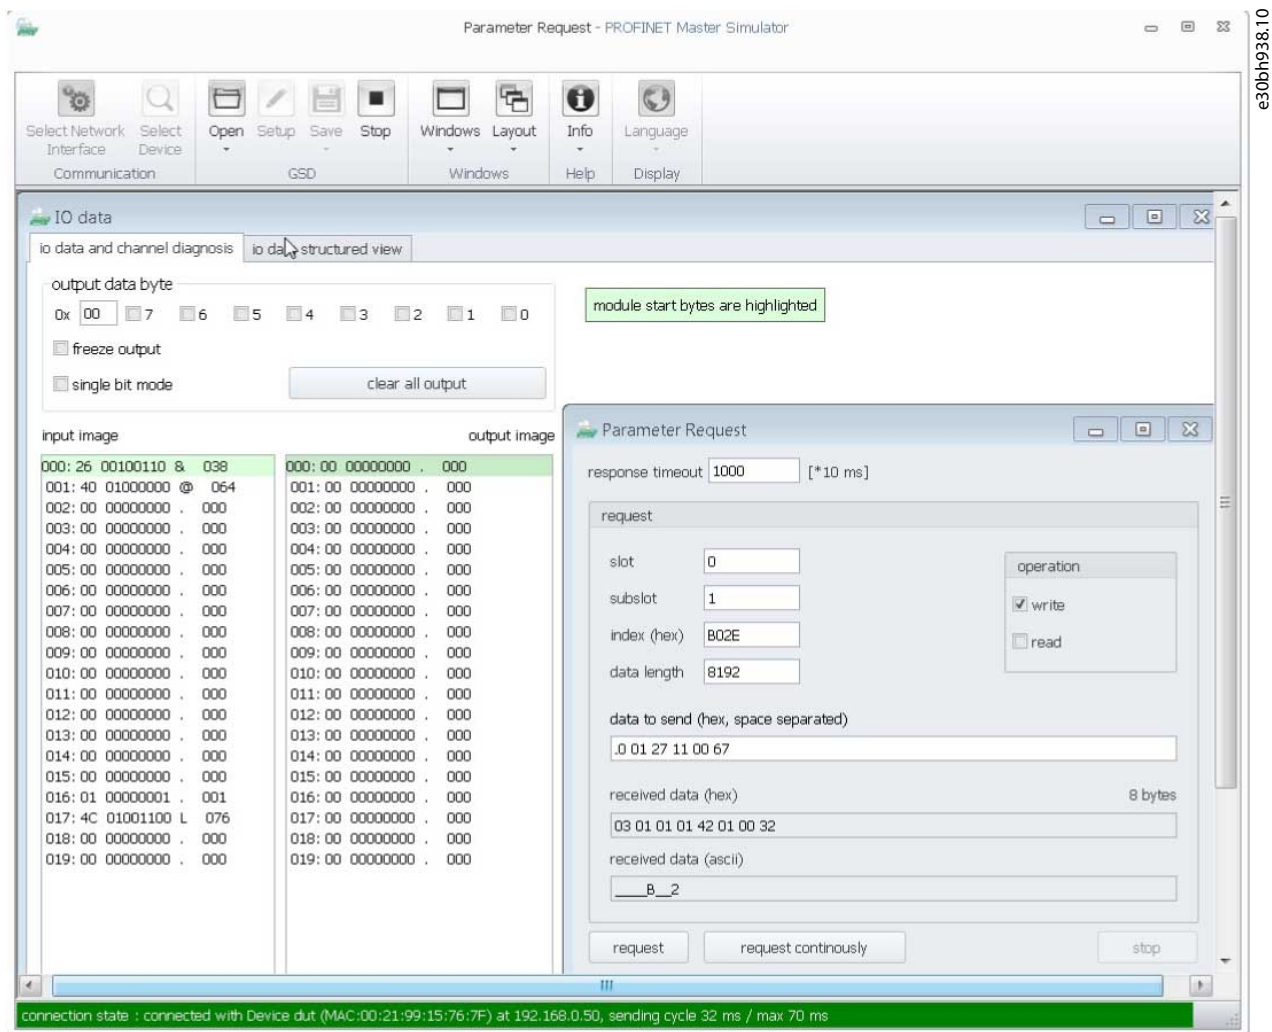 Parameter Request - PROFINET Master Simulator
e30bh938.10
Select Network Interface
Select Device
Open
Setup
Save
Stop
Windows
Layout
Info
Language
Communication
GSD
Windows
Help
Display
IO data
io data and channel diagnosis
io da structured view
output data byte
0x 00 7 6 5 4 3 2 1 0
module start bytes are highlighted
freeze output
single bit mode
clear all output
input image
output image
000: 26 00100110 & 038
001: 40 01000000 @ 064
002: 00 00000000 . 000
003: 00 00000000 . 000
004: 00 00000000 . 000
005: 00 00000000 . 000
006: 00 00000000 . 000
007: 00 00000000 . 000
008: 00 00000000 . 000
009: 00 00000000 . 000
010: 00 00000000 . 000
011: 00 00000000 . 000
012: 00 00000000 . 000
013: 00 00000000 . 000
014: 00 00000000 . 000
015: 00 00000000 . 000
016: 01 00000001 . 001
017: 4C 01001100 L 076
018: 00 00000000 . 000
019: 00 00000000 . 000
000: 00 00000000 . 000
001: 00 00000000 . 000
002: 00 00000000 . 000
003: 00 00000000 . 000
004: 00 00000000 . 000
005: 00 00000000 . 000
006: 00 00000000 . 000
007: 00 00000000 . 000
008: 00 00000000 . 000
009: 00 00000000 . 000
010: 00 00000000 . 000
011: 00 00000000 . 000
012: 00 00000000 . 000
013: 00 00000000 . 000
014: 00 00000000 . 000
015: 00 00000000 . 000
016: 00 00000000 . 000
017: 00 00000000 . 000
018: 00 00000000 . 000
019: 00 00000000 . 000
Parameter Request
response timeout 1000 [*10 ms]
request
slot 0
subslot 1
index (hex) B02E
data length 8192
operation
write
read
data to send (hex, space separated)
.0 01 27 11 00 67
received data (hex) 8 bytes
03 01 01 01 42 01 00 32
received data (ascii)
____B__2
request
request continously
stop
connection state : connected with Device dut (MAC:00:21:99:15:76:7F) at 192.168.0.50, sending cycle 32 ms / max 70 ms